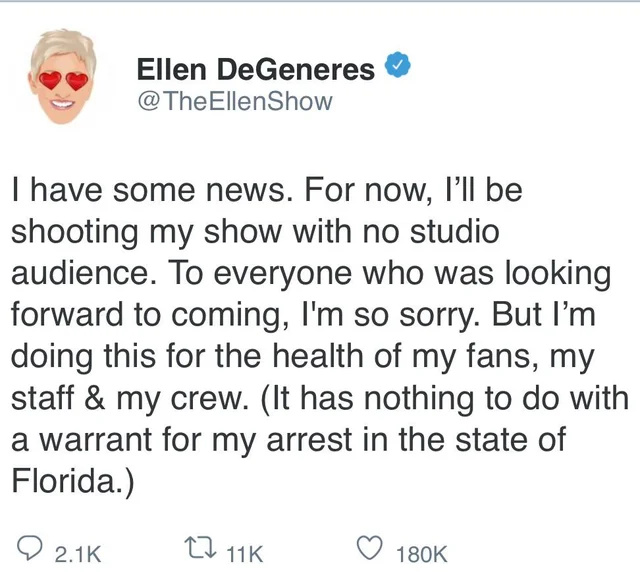 Ellen DeGeneres
@TheEllenShow
I have some news. For now, I’ll be
shooting my show with no studio
audience. To everyone who was looking
forward to coming, I'm so sorry. But I’m
doing this for the health of my fans, my
staff & my crew. (It has nothing to do with
a warrant for my arrest in the state of
Florida.)
2.1K 11K 180K